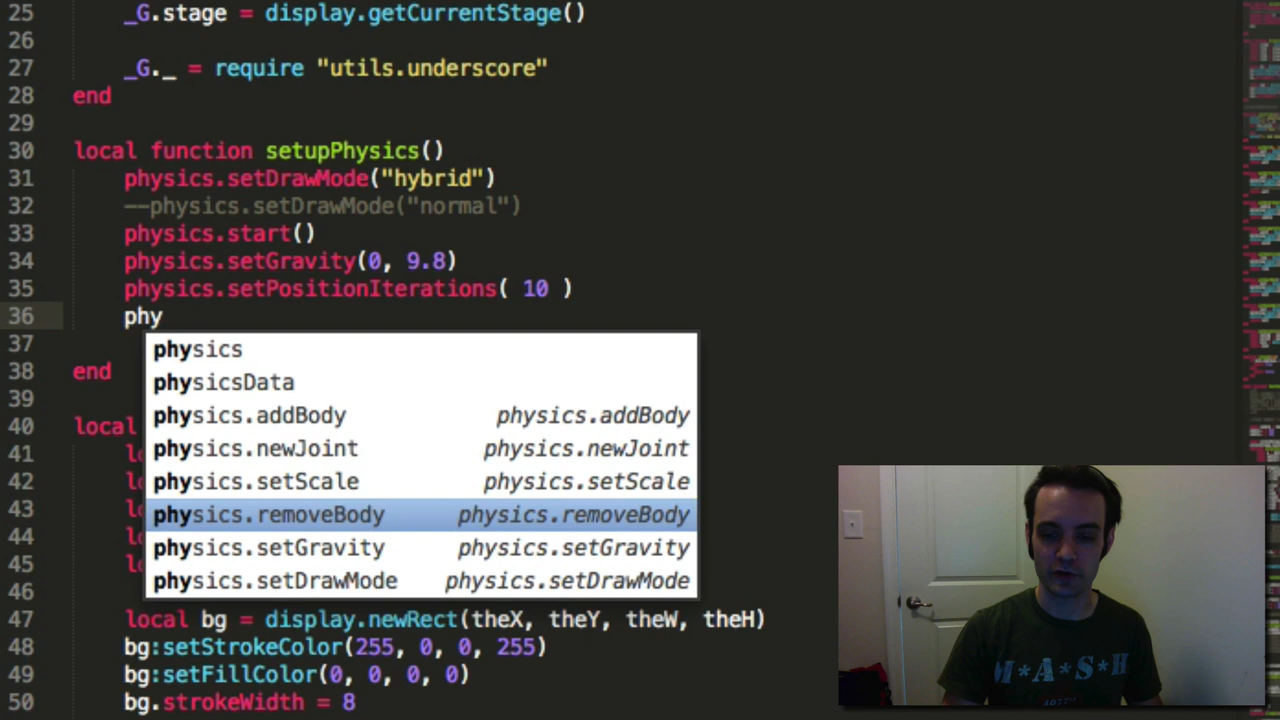 25 _G.stage = display.getCurrentStage()
26
27 _G._ = require "utils.underscore"
28 end
29
30 local function setupPhysics()
31 physics.setDrawMode("hybrid")
32 --physics.setDrawMode("normal")
33 physics.start()
34 physics.setGravity(0, 9.8)
35 physics.setPositionIterations( 10 )
36 phy
physics
37
physicsData
38 end
39
physics.addBody physics.addBody
40 local
physics.newJoint physics.newJoint
41 lo
42
physics.setScale physics.setScale
43
physics.removeBody physics.removeBody
44
physics.setGravity physics.setGravity
45
physics.setDrawMode physics.setDrawMode
46
47 local bg = display.newRect(theX, theY, theW, theH)
48 bg:setStrokeColor(255, 0, 0, 255)
49 bg:setFillColor(0, 0, 0, 0)
50 bg.strokeWidth = 8
M*A*S*H
4077